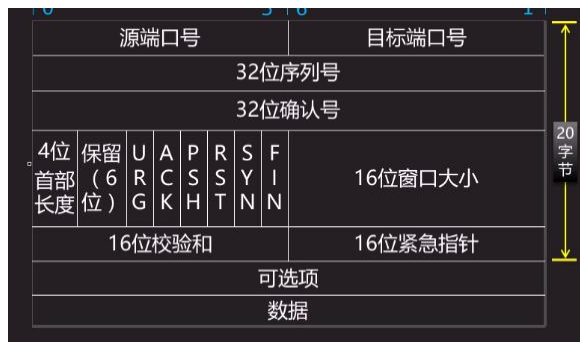 源端口号 目标端口号
32位序列号
32位确认号
4位首部长度 保留(6位) URG ACK PSH RST SYN FIN 16位窗口大小
16位校验和 16位紧急指针
可选项
数据
20字节